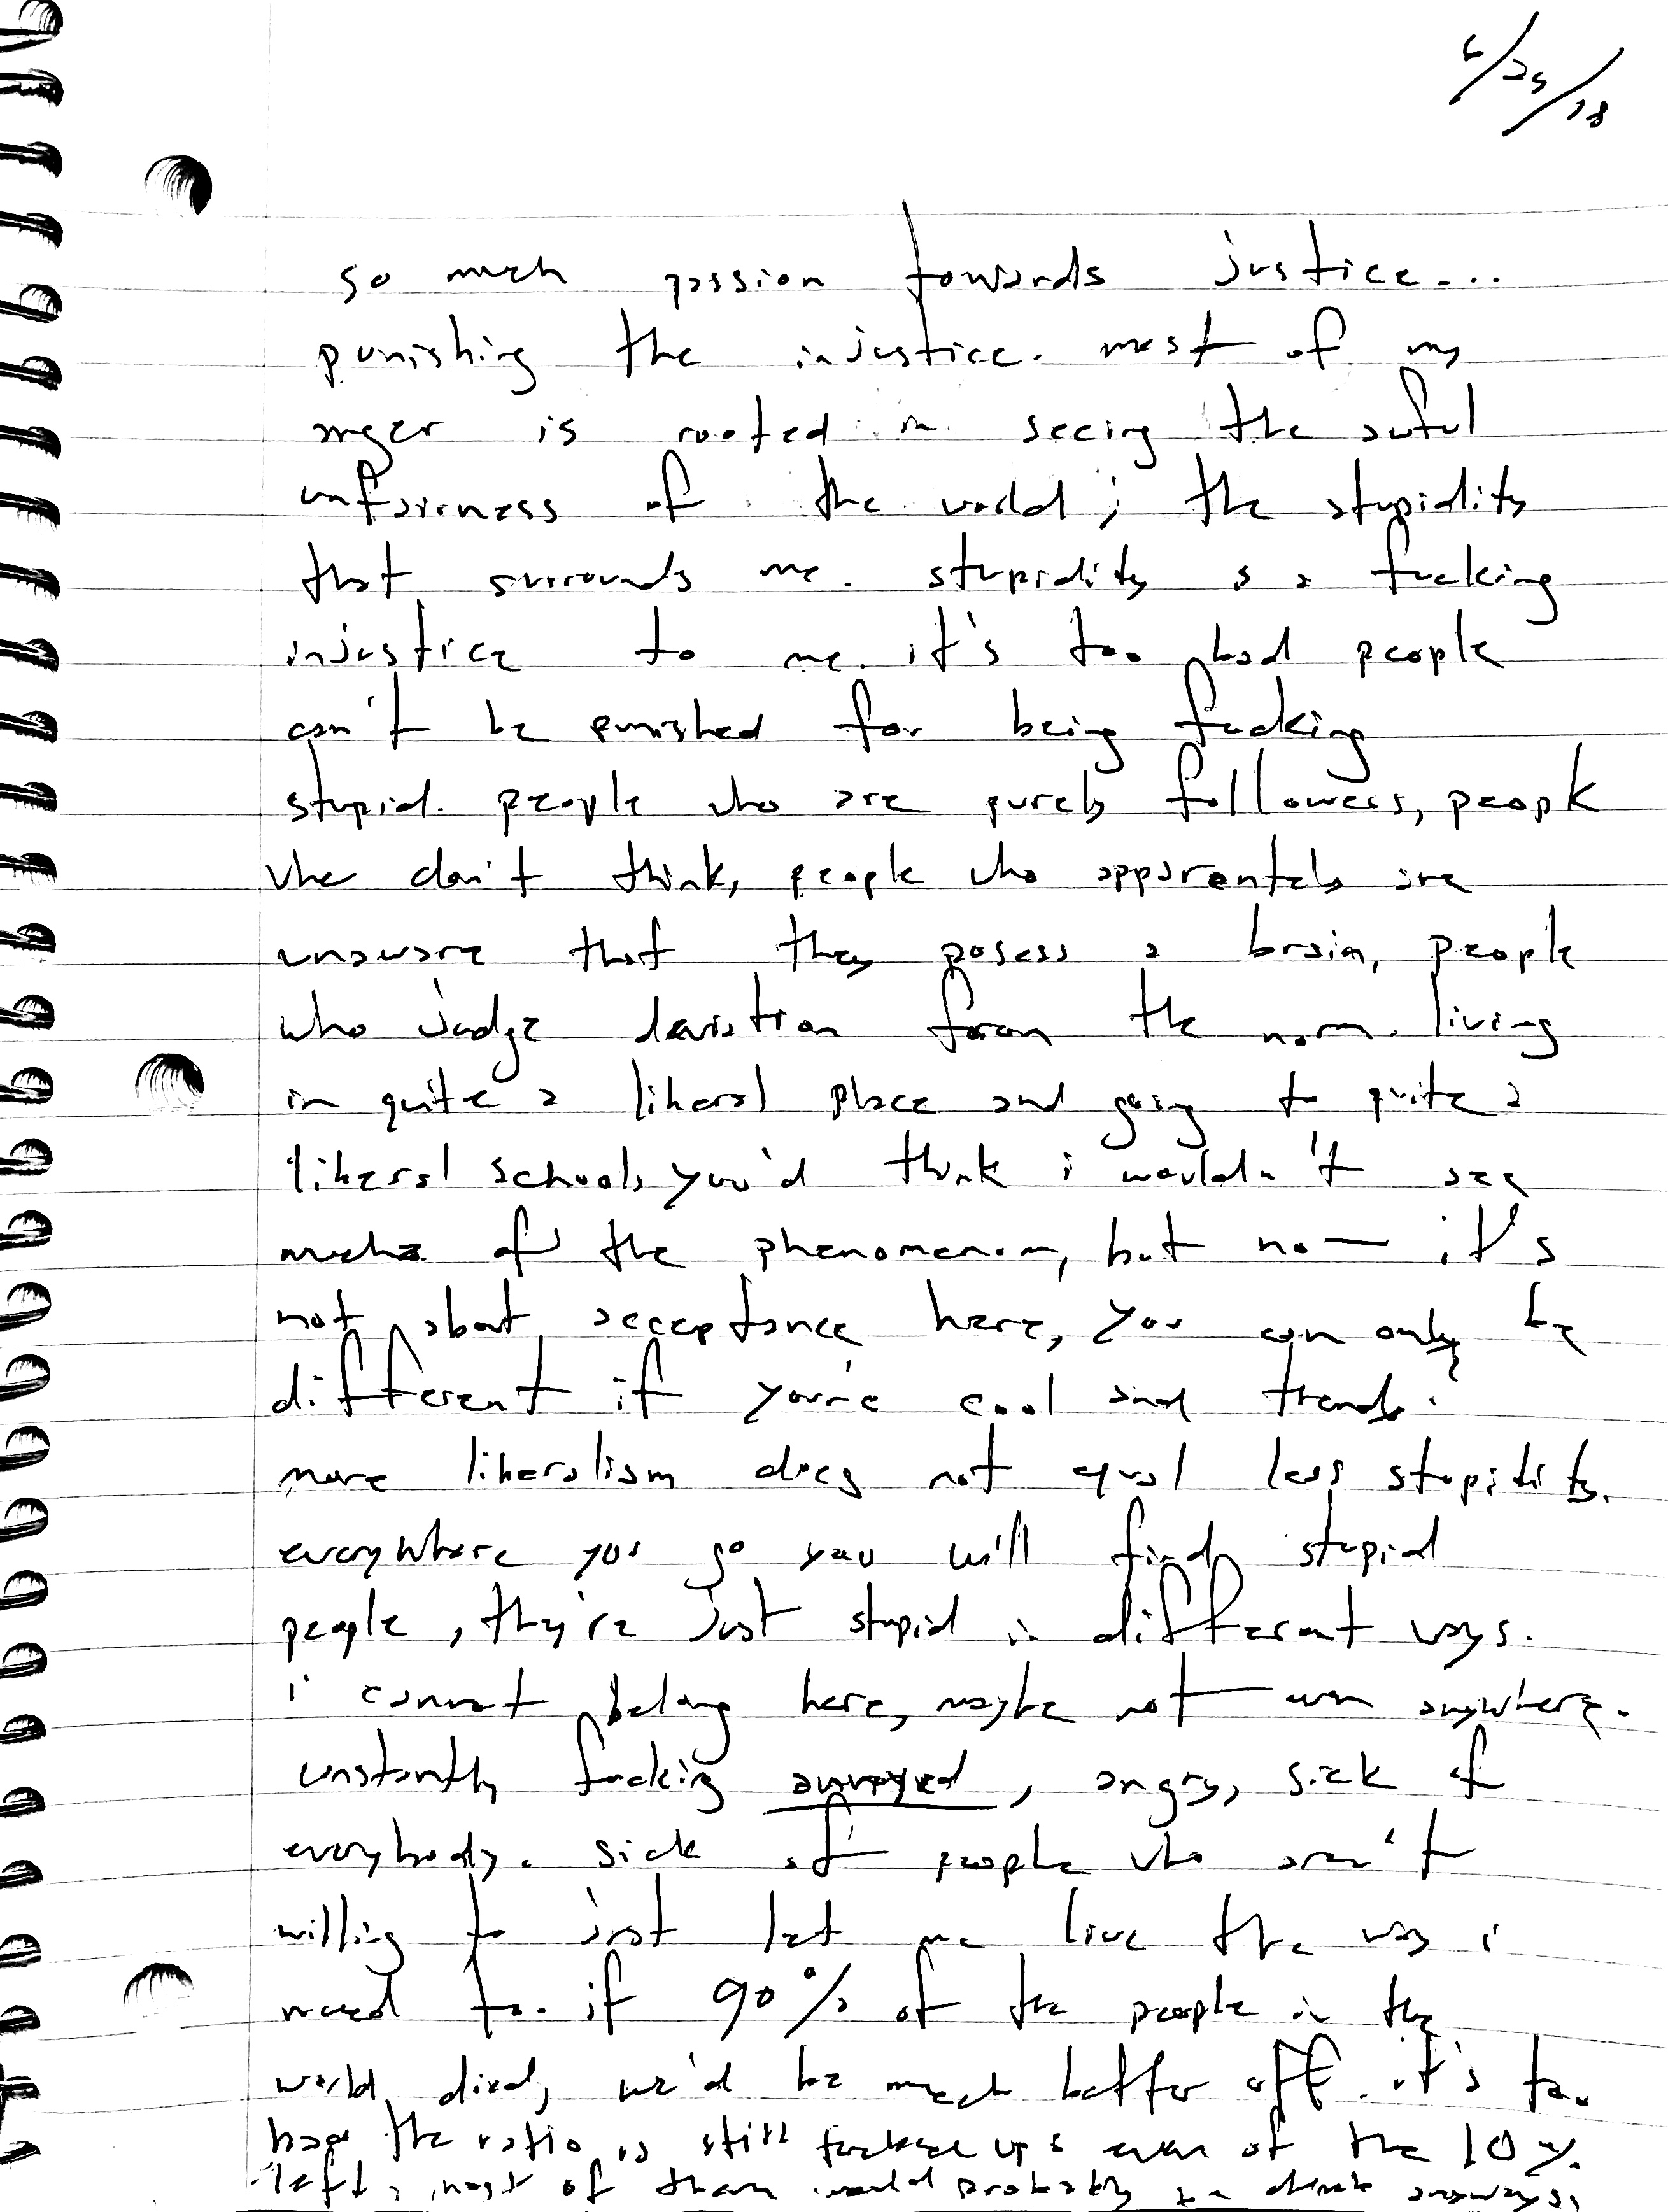 6/25/18
so much passion towards justice...
punishing the injustice. most of my
anger is rooted in seeing the awful
unfairness of the world; the stupidity
that surrounds me. stupidity is a fucking
injustice to me. it's too bad people
can't be punished for being fucking
stupid. people who are purely followers, people
who don't think, people who apparently are
unaware that they posess a brain, people
who judge deviation from the norm. living
in quite a liberal place and going to quite a
liberal school, you'd think i wouldn't see
much of the phenomenon, but no — it's
not about acceptance here, you can only be
different if you're cool and trendy.
more liberalism does not equal less stupidity.
everywhere you go you will find stupid
people, they're just stupid in different ways.
i cannot belong here, maybe not even anywhere.
constantly fucking annoyed, angry, sick of
everybody. sick of people who aren't
willing to just let me live the way i
need to. if 90% of the people in the
world died, we'd be much better off. it's too
bad the ratio is still fucked up & even of the 10%
left, most of them would probably be anyways,